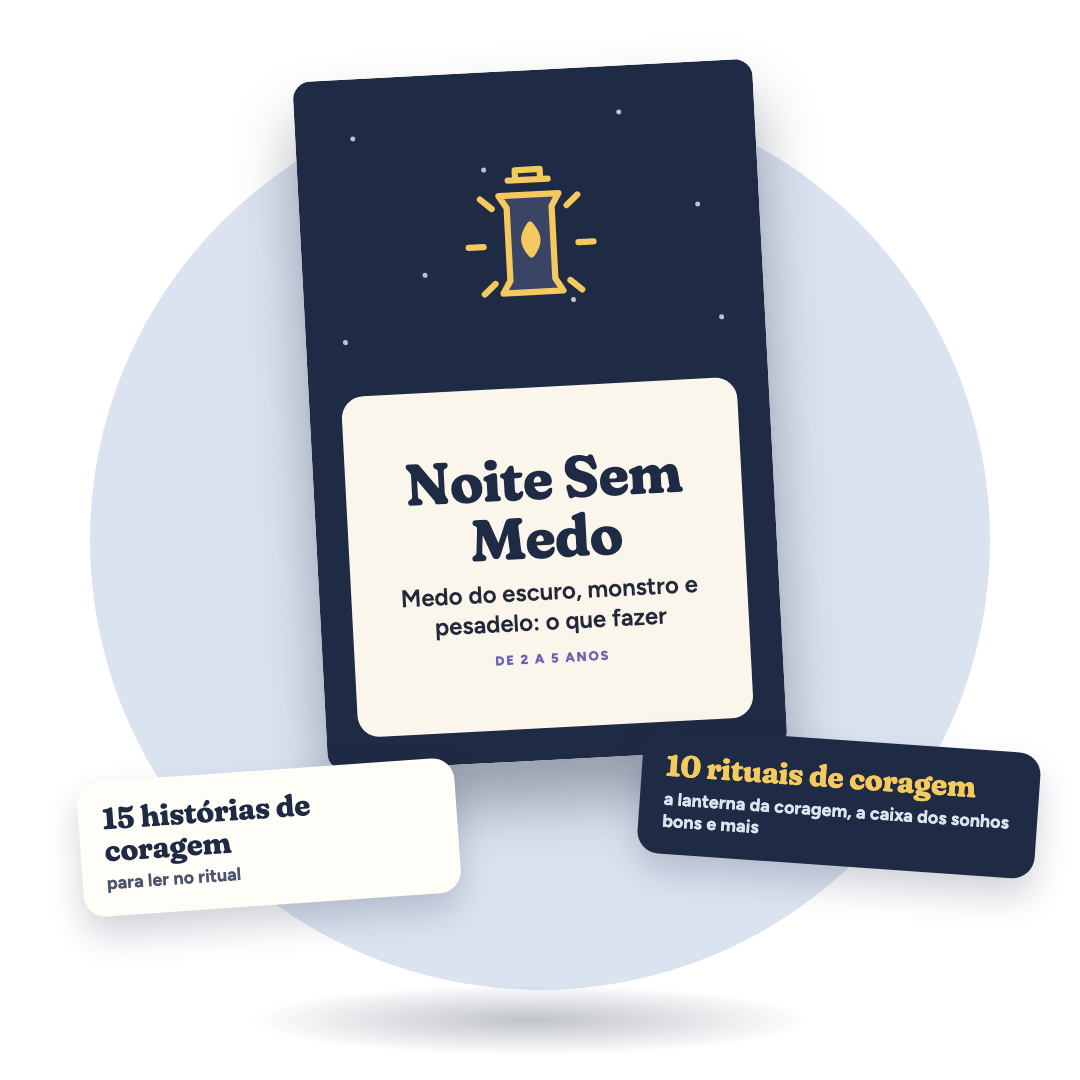 Noite Sem
Medo
Medo do escuro, monstro e
pesadelo: o que fazer
DE 2 A 5 ANOS
15 histórias de
coragem
para ler no ritual
10 rituais de coragem
a lanterna da coragem, a caixa dos sonhos
bons e mais